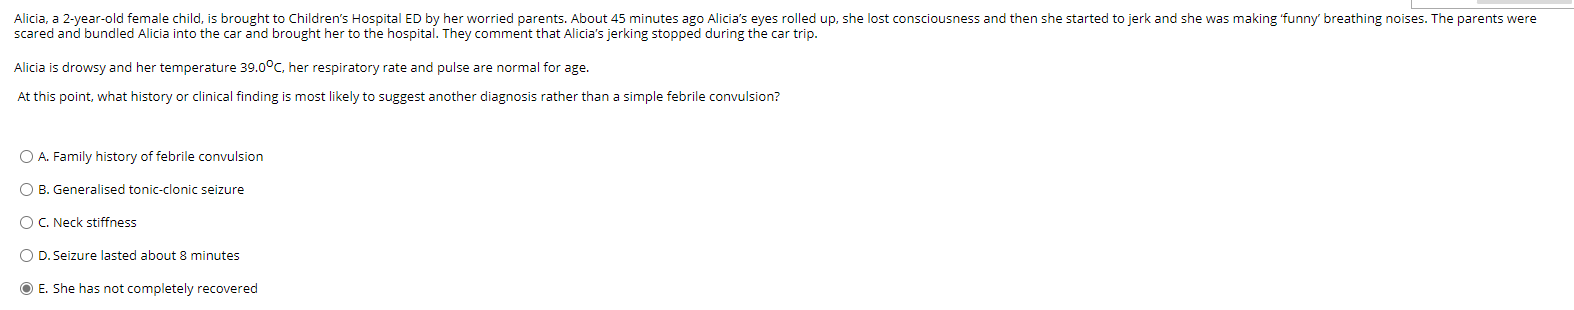 Alicia, a 2-year-old female child, is brought to Children's Hospital ED by her worried parents. About 45 minutes ago Alicia's eyes rolled up, she lost consciousness and then she started to jerk and she was making 'funny' breathing noises. The parents were
scared and bundled Alicia into the car and brought her to the hospital. They comment that Alicia's jerking stopped during the car trip.
Alicia is drowsy and her temperature 39.0⁰C, her respiratory rate and pulse are normal for age.
At this point, what history or clinical finding is most likely to suggest another diagnosis rather than a simple febrile convulsion?
A. Family history of febrile convulsion
B. Generalised tonic-clonic seizure
C. Neck stiffness
D. Seizure lasted about 8 minutes
E. She has not completely recovered